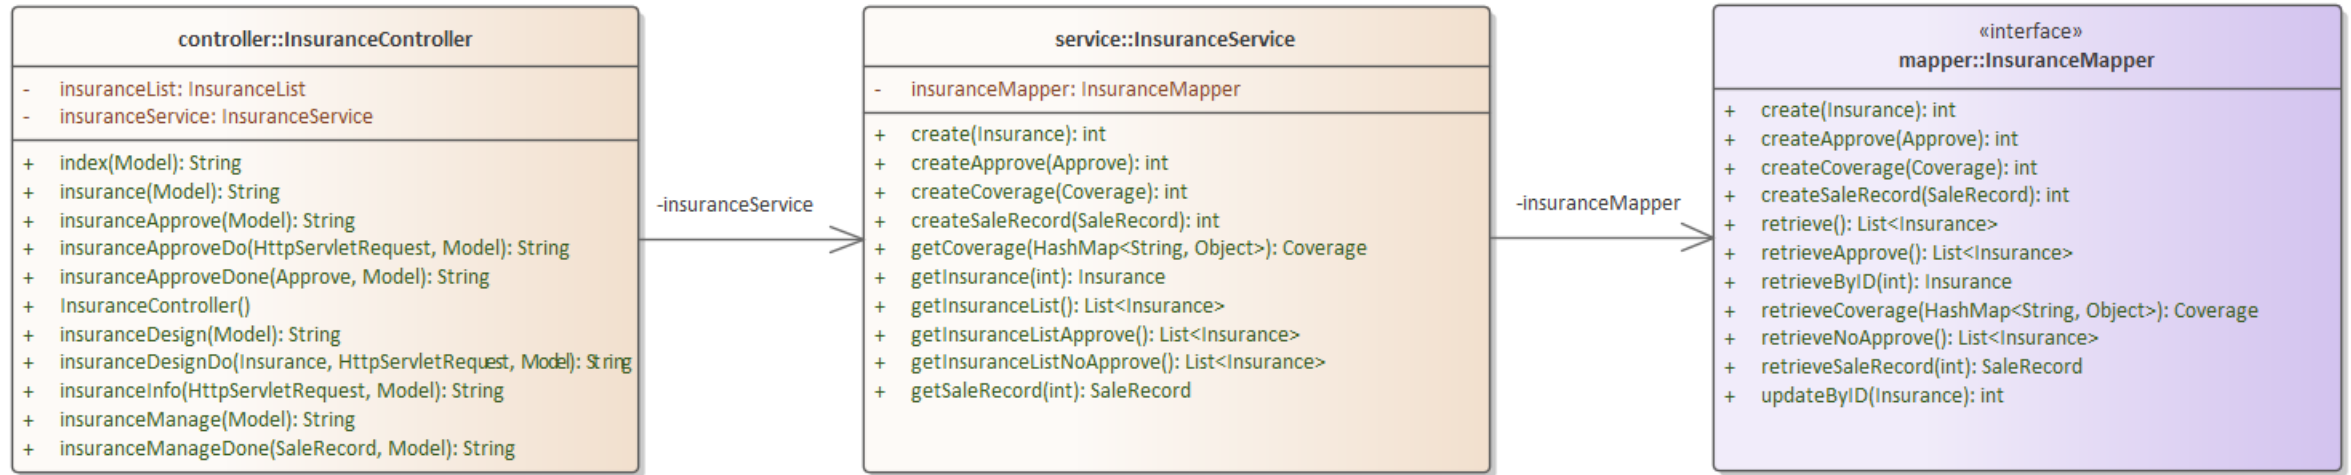 controller::InsuranceController
- insuranceList: InsuranceList
- insuranceService: InsuranceService
+ index(Model): String
+ insurance(Model): String
+ insuranceApprove(Model): String
+ insuranceApproveDo(HttpServletRequest, Model): String
+ insuranceApproveDone(Approve, Model): String
+ InsuranceController()
+ insuranceDesign(Model): String
+ insuranceDesignDo(Insurance, HttpServletRequest, Model): String
+ insuranceInfo(HttpServletRequest, Model): String
+ insuranceManage(Model): String
+ insuranceManageDone(SaleRecord, Model): String
-insuranceService
service::InsuranceService
- insuranceMapper: InsuranceMapper
+ create(Insurance): int
+ createApprove(Approve): int
+ createCoverage(Coverage): int
+ createSaleRecord(SaleRecord): int
+ getCoverage(HashMap<String, Object>): Coverage
+ getInsurance(int): Insurance
+ getInsuranceList(): List<Insurance>
+ getInsuranceListApprove(): List<Insurance>
+ getInsuranceListNoApprove(): List<Insurance>
+ getSaleRecord(int): SaleRecord
-insuranceMapper
«interface»
mapper::InsuranceMapper
+ create(Insurance): int
+ createApprove(Approve): int
+ createCoverage(Coverage): int
+ createSaleRecord(SaleRecord): int
+ retrieve(): List<Insurance>
+ retrieveApprove(): List<Insurance>
+ retrieveByID(int): Insurance
+ retrieveCoverage(HashMap<String, Object>): Coverage
+ retrieveNoApprove(): List<Insurance>
+ retrieveSaleRecord(int): SaleRecord
+ updateByID(Insurance): int